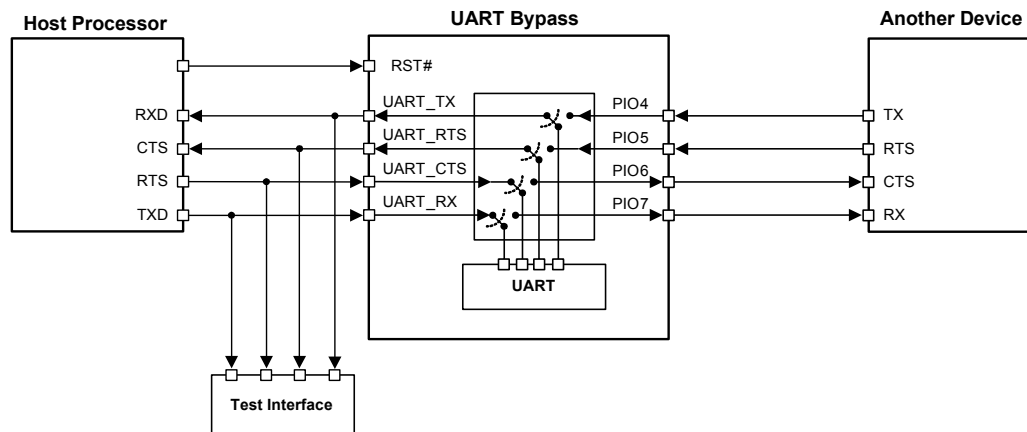 Host Processor
UART Bypass
Another Device
RST#
RXD
UART_TX
PIO4
TX
CTS
UART_RTS
PIO5
RTS
RTS
UART_CTS
PIO6
CTS
TXD
UART_RX
PIO7
RX
UART
Test Interface